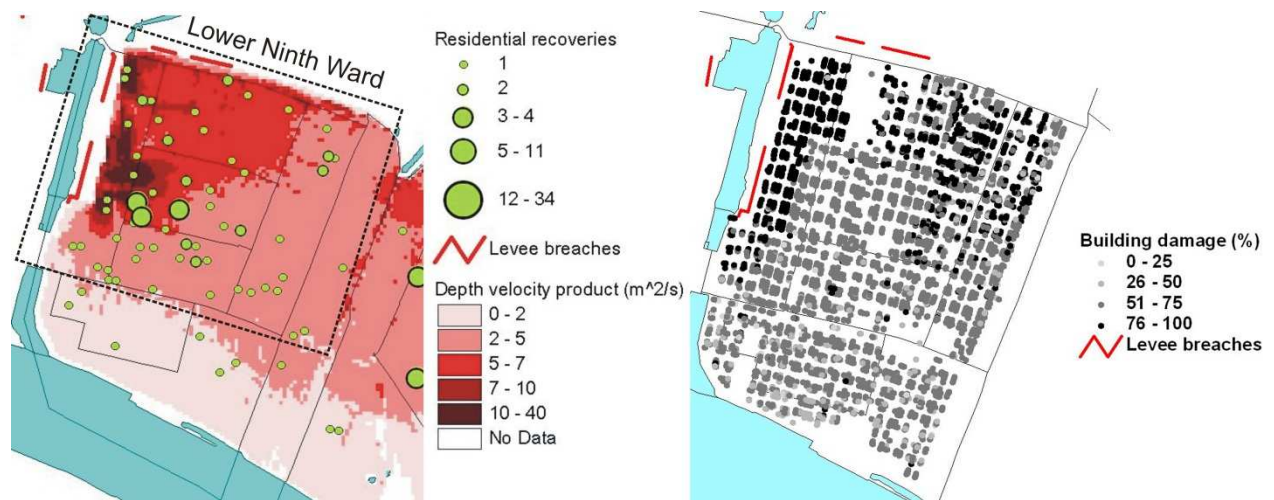 Lower Ninth Ward
Residential recoveries
1
2
3 - 4
5 - 11
12 - 34
Levee breaches
Depth velocity product (m^2/s)
0 - 2
2 - 5
5 - 7
7 - 10
10 - 40
No Data
Building damage (%)
0 - 25
26 - 50
51 - 75
76 - 100
Levee breaches